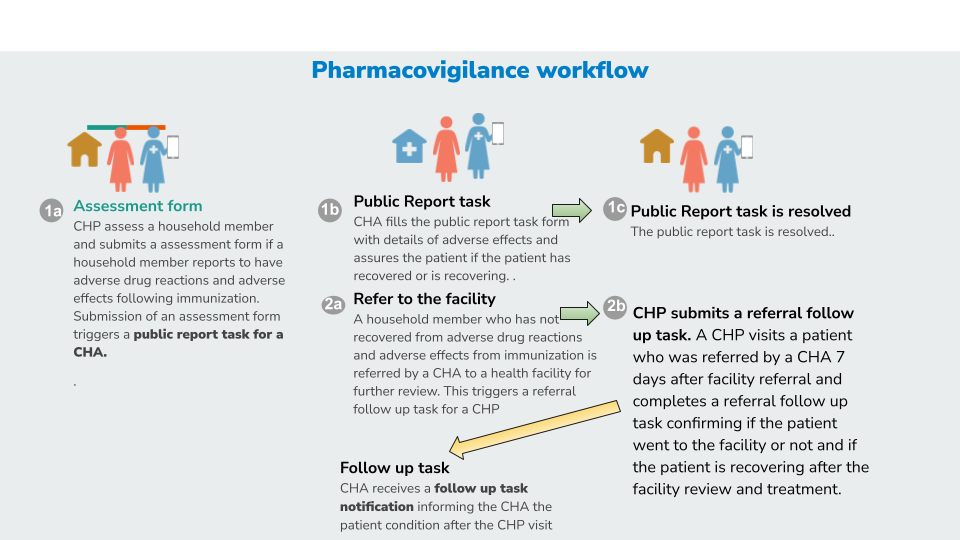 Pharmacovigilance workflow
1a
Assessment form
CHP assess a household member
and submits a assessment form if a
household member reports to have
adverse drug reactions and adverse
effects following immunization.
Submission of an assessment form
triggers a public report task for a
CHA.
.
1b
Public Report task
CHA fills the public report task form
with details of adverse effects and
assures the patient if the patient has
recovered or is recovering. .
1c
Public Report task is resolved
The public report task is resolved..
2a
Refer to the facility
A household member who has not
recovered from adverse drug reactions
and adverse effects from immunization is
referred by a CHA to a health facility for
further review. This triggers a referral
follow up task for a CHP
2b
CHP submits a referral follow
up task. A CHP visits a patient
who was referred by a CHA 7
days after facility referral and
completes a referral follow up
task confirming if the patient
went to the facility or not and if
the patient is recovering after the
facility review and treatment.
Follow up task
CHA receives a follow up task
notification informing the CHA the
patient condition after the CHP visit